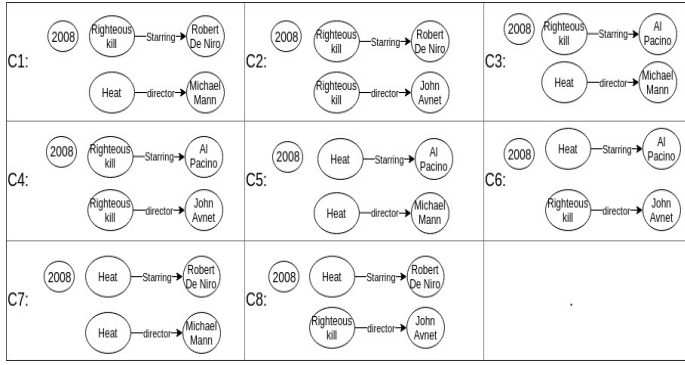 C1:
2008
Righteous
kill
Starring
Robert
De Niro
Heat
director
Michael
Mann
C2:
2008
Righteous
kill
Starring
Robert
De Niro
Righteous
kill
director
John
Avnet
C3:
2008
Righteous
kill
Starring
Al
Pacino
Heat
director
Michael
Mann
C4:
2008
Righteous
kill
Starring
Al
Pacino
Righteous
kill
director
John
Avnet
C5:
2008
Heat
Starring
Al
Pacino
Heat
director
Michael
Mann
C6:
2008
Heat
Starring
Al
Pacino
Righteous
kill
director
John
Avnet
C7:
2008
Heat
Starring
Robert
De Niro
Heat
director
Michael
Mann
C8:
2008
Heat
Starring
Robert
De Niro
Righteous
kill
director
John
Avnet
.